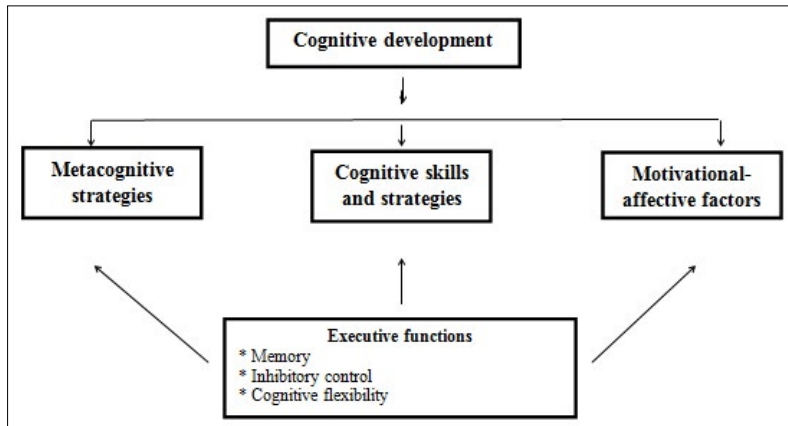 Cognitive development
Metacognitive
strategies
Cognitive skills
and strategies
Motivational-
affective factors
Executive functions
* Memory
* Inhibitory control
* Cognitive flexibility